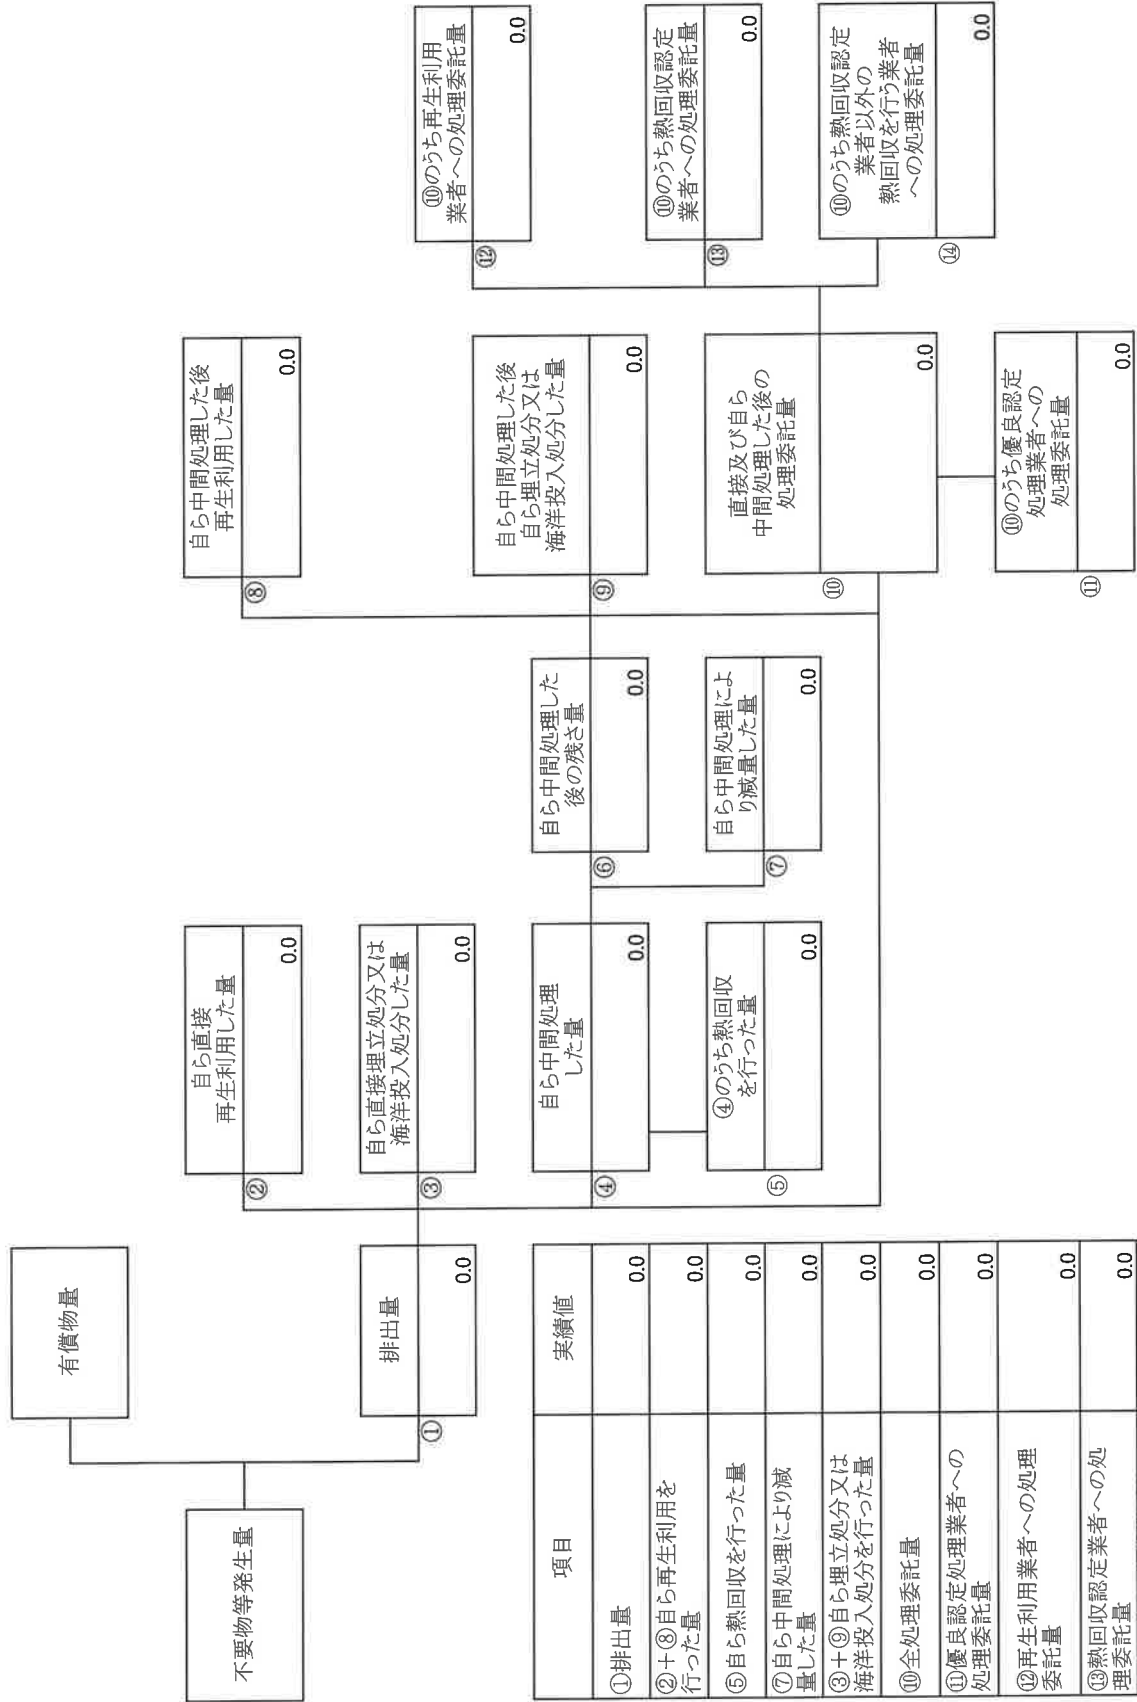 不要物等発生量
有償物量
排出量
①
0.0
自ら直接
再生利用した量
②
0.0
自ら直接埋立処分又は
海洋投入処分した量
③
0.0
自ら中間処理
した量
④
0.0
④のうち熱回収
を行った量
⑤
0.0
自ら中間処理した
後の残さ量
⑥
0.0
自ら中間処理によ
り減量した量
⑦
0.0
自ら中間処理した後
再生利用した量
⑧
0.0
自ら中間処理した後
自ら埋立処分又は
海洋投入処分した量
⑨
0.0
直接及び自ら
中間処理した後の
処理委託量
⑩
0.0
⑩のうち優良認定
処理業者への
処理委託量
⑪
0.0
⑩のうち再生利用
業者への処理委託量
⑫
0.0
⑩のうち熱回収認定
業者への処理委託量
⑬
0.0
⑩のうち熱回収認定
業者以外の
熱回収を行う業者
への処理委託量
⑭
0.0
項目 実績値
①排出量 0.0
②+⑧自ら再生利用を
行った量 0.0
⑤自ら熱回収を行った量 0.0
⑦自ら中間処理により減
量した量 0.0
③+⑨自ら埋立処分又は
海洋投入処分を行った量 0.0
⑩全処理委託量 0.0
⑪優良認定処理業者への
処理委託量 0.0
⑫再生利用業者への処理
委託量 0.0
⑬熱回収認定業者への処
理委託量 0.0